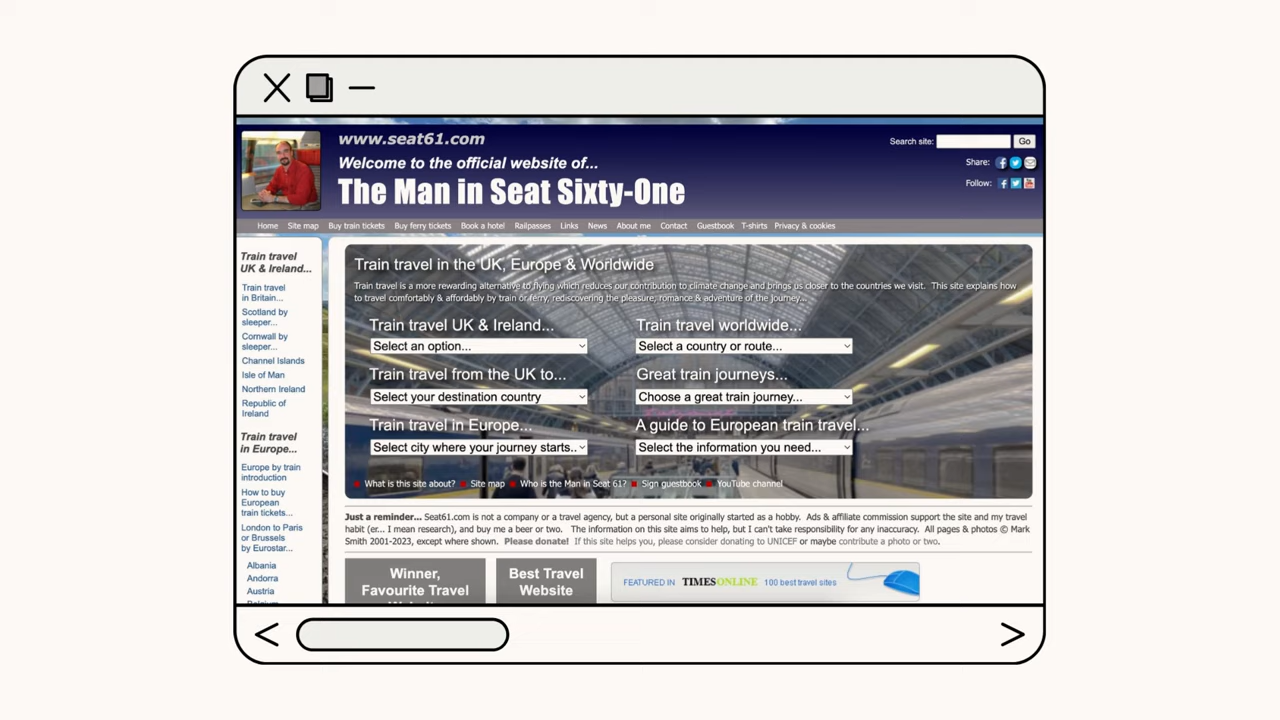 www.seat61.com
Welcome to the official website of...
The Man in Seat Sixty-One
Search site:
Go
Share:
Follow:
Home Site map Buy train tickets Buy ferry tickets Book a hotel Railpasses Links News About me Contact Guestbook T-shirts Privacy & cookies
Train travel
UK & Ireland...
Train travel
in Britain...
Scotland by
sleeper...
Cornwall by
sleeper...
Channel Islands
Isle of Man
Northern Ireland
Republic of
Ireland
Train travel
in Europe...
Europe by train
introduction
How to buy
European
train tickets...
London to Paris
or Brussels
by Eurostar...
Albania
Andorra
Austria
Train travel in the UK, Europe & Worldwide
Train travel is a more rewarding alternative to flying which reduces our contribution to climate change and brings us closer to the countries we visit. This site explains how
to travel comfortably & affordably by train or ferry, rediscovering the pleasure, romance & adventure of the journey...
Train travel UK & Ireland...
Select an option...
Train travel from the UK to...
Select your destination country
Train travel in Europe...
Select city where your journey starts..
Train travel worldwide...
Select a country or route...
Great train journeys...
Choose a great train journey...
A guide to European train travel...
Select the information you need...
What is this site about? Site map Who is the Man in Seat 61? Sign guestbook YouTube channel
Just a reminder... Seat61.com is not a company or a travel agency, but a personal site originally started as a hobby. Ads & affiliate commission support the site and my travel
habit (er... I mean research), and buy me a beer or two. The information on this site aims to help, but I can't take responsibility for any inaccuracy. All pages & photos © Mark
Smith 2001-2023, except where shown. Please donate! If this site helps you, please consider donating to UNICEF or maybe contribute a photo or two.
Winner,
Favourite Travel
Best Travel
Website
FEATURED IN TIMESONLINE 100 best travel sites